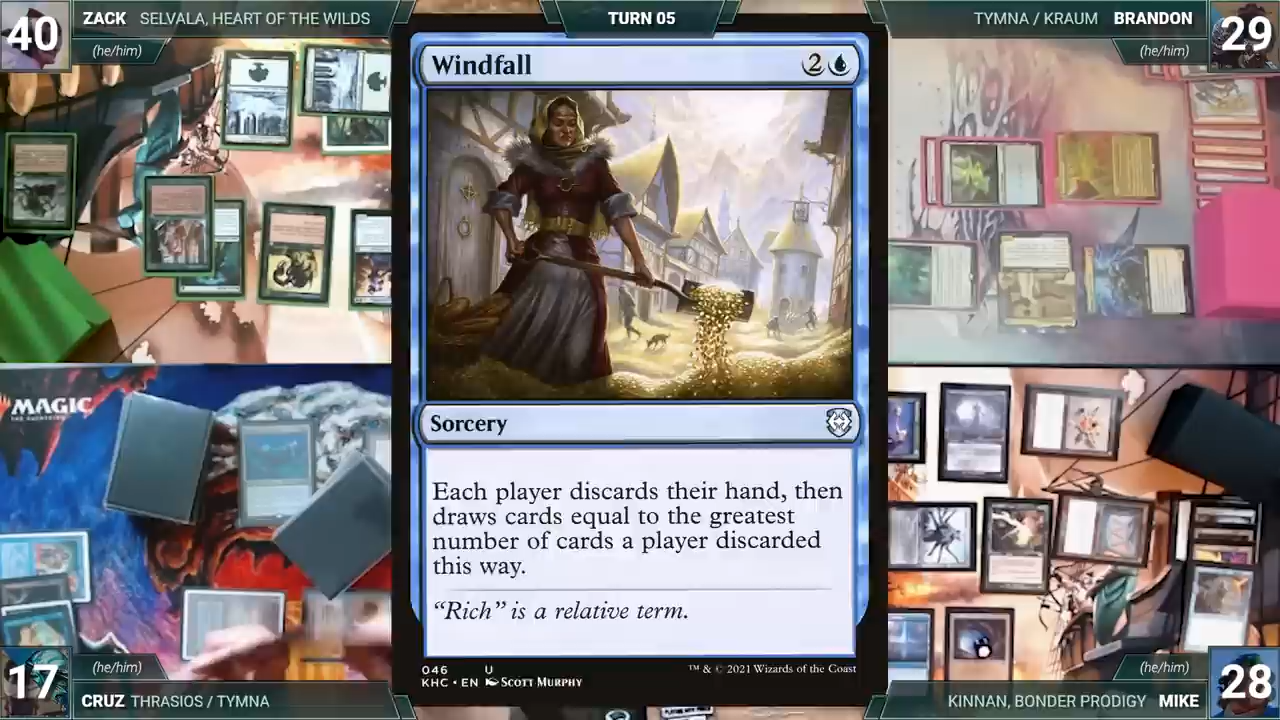 40
ZACK SELVALA, HEART OF THE WILDS
(he/him)
TURN 05
TYMNA / KRAUM BRANDON
29
(he/him)
Windfall
2
Sorcery
Each player discards their hand, then
draws cards equal to the greatest
number of cards a player discarded
this way.
“Rich” is a relative term.
046 U
KHC • EN SCOTT MURPHY
™ & © 2021 Wizards of the Coast
MAGIC
THE GATHERING
17
(he/him)
CRUZ THRASIOS / TYMNA
(he/him)
KINNAN, BONDER PRODIGY MIKE
28